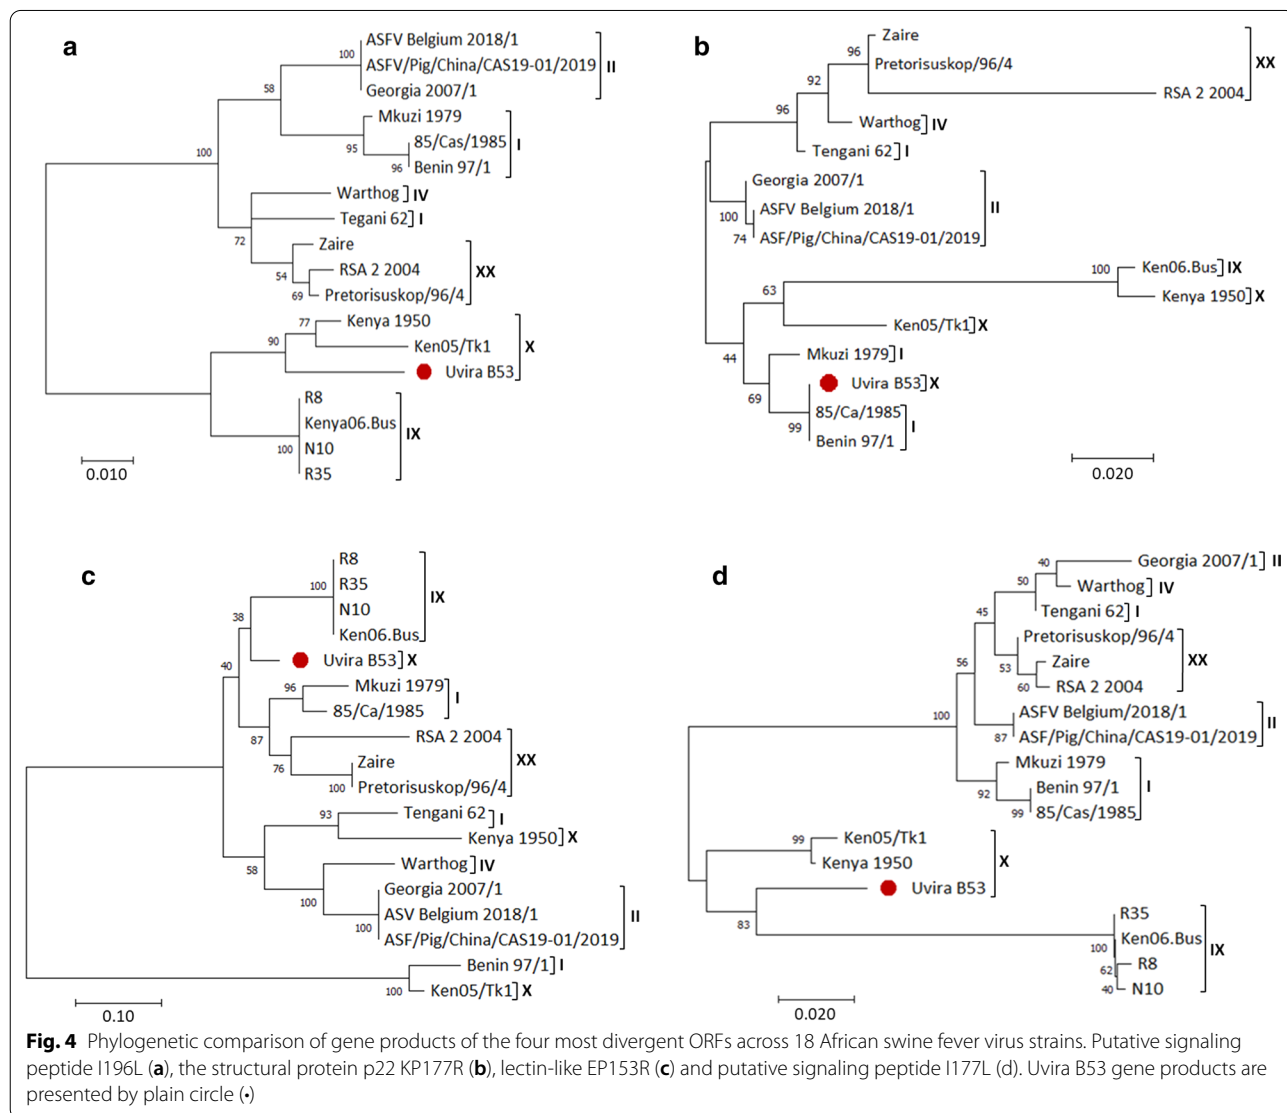 a
ASFV Belgium 2018/1
100
ASFV/Pig/China/CAS19-01/2019
II
Georgia 2007/1
58
Mkuzi 1979
85/Cas/1985
I
95
96
Benin 97/1
100
Warthog
IV
Tegani 62
I
72
Zaire
RSA 2 2004
XX
54
69
Pretorisuskop/96/4
77
Kenya 1950
90
Ken05/Tk1
X
Uvira B53
R8
Kenya06.Bus
IX
100
N10
R35
0.010
b
Zaire
96
Pretorisuskop/96/4
XX
92
RSA 2 2004
96
Warthog
IV
Tengani 62
I
Georgia 2007/1
100
ASFV Belgium 2018/1
II
74
ASF/Pig/China/CAS19-01/2019
100
Ken06.Bus
IX
63
Kenya 1950
X
Ken05/Tk1
X
44
Mkuzi 1979
I
Uvira B53
X
69
85/Ca/1985
I
99
Benin 97/1
0.020
c
R8
100
R35
IX
N10
38
Ken06.Bus
Uvira B53
X
40
96
Mkuzi 1979
I
85/Ca/1985
87
RSA 2 2004
XX
76
Zaire
100
Pretorisuskop/96/4
93
Tengani 62
I
Kenya 1950
X
58
Warthog
IV
100
Georgia 2007/1
ASV Belgium 2018/1
II
100
ASF/Pig/China/CAS19-01/2019
Benin 97/1
I
100
Ken05/Tk1
X
0.10
d
40
Georgia 2007/1
II
50
Warthog
IV
45
Tengani 62
I
Pretorisuskop/96/4
56
53
Zaire
XX
60
RSA 2 2004
100
ASFV Belgium/2018/1
II
87
ASF/Pig/China/CAS19-01/2019
Mkuzi 1979
92
Benin 97/1
I
99
85/Cas/1985
99
Ken05/Tk1
Kenya 1950
X
Uvira B53
83
R35
100
Ken06.Bus
IX
62
R8
40
N10
0.020
Fig. 4 Phylogenetic comparison of gene products of the four most divergent ORFs across 18 African swine fever virus strains. Putative signaling
peptide I196L (a), the structural protein p22 KP177R (b), lectin-like EP153R (c) and putative signaling peptide I177L (d). Uvira B53 gene products are
presented by plain circle (•)